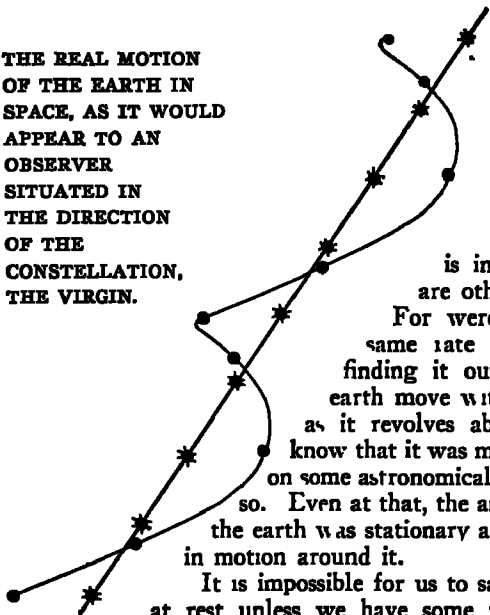 THE REAL MOTION
OF THE EARTH IN
SPACE, AS IT WOULD
APPEAR TO AN
OBSERVER
SITUATED IN
THE DIRECTION
OF THE
CONSTELLATION,
THE VIRGIN.
is in
are oth
For were
same rate
finding it ou
earth move wit
as it revolves ab
know that it was m
on some astronomical
so. Even at that, the a
the earth was stationary a
in motion around it.
It is impossible for us to sa
at rest unless we have some